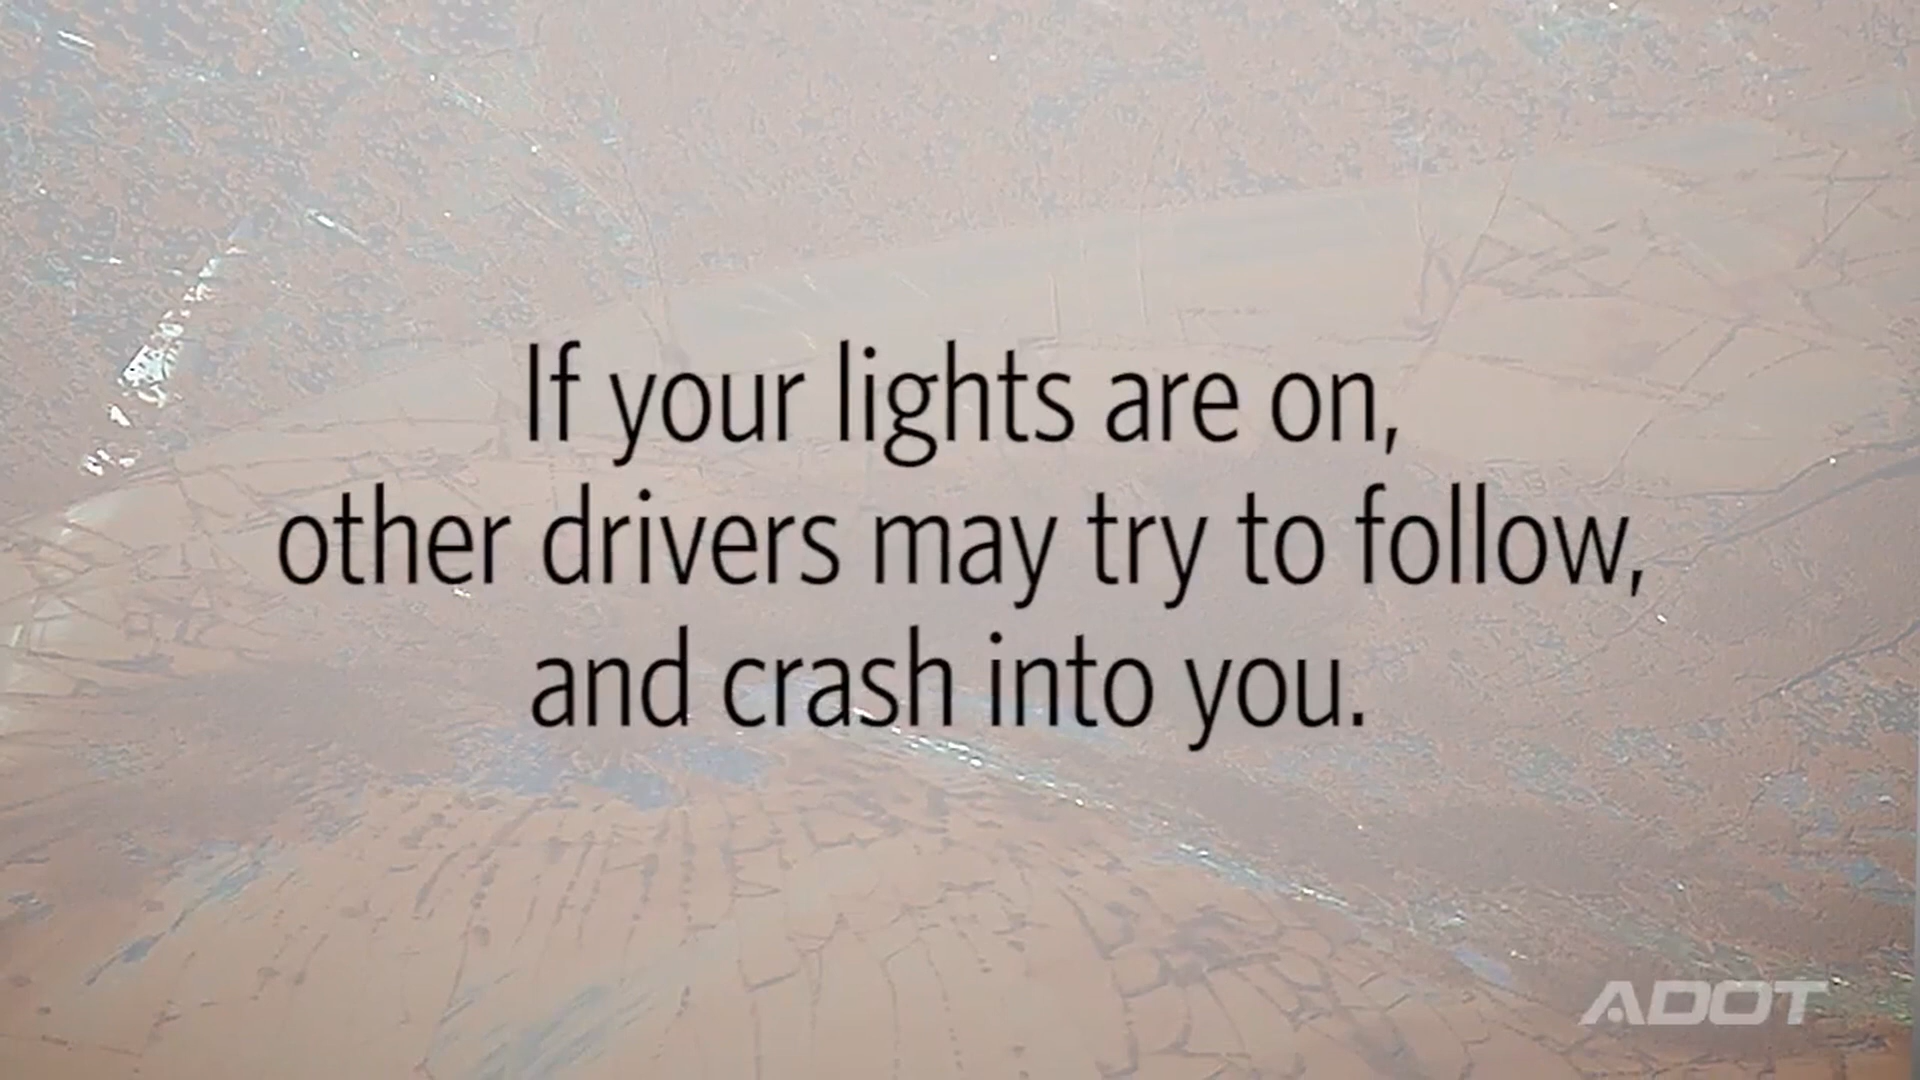 If your lights are on,
other drivers may try to follow,
and crash into you.
ADOT